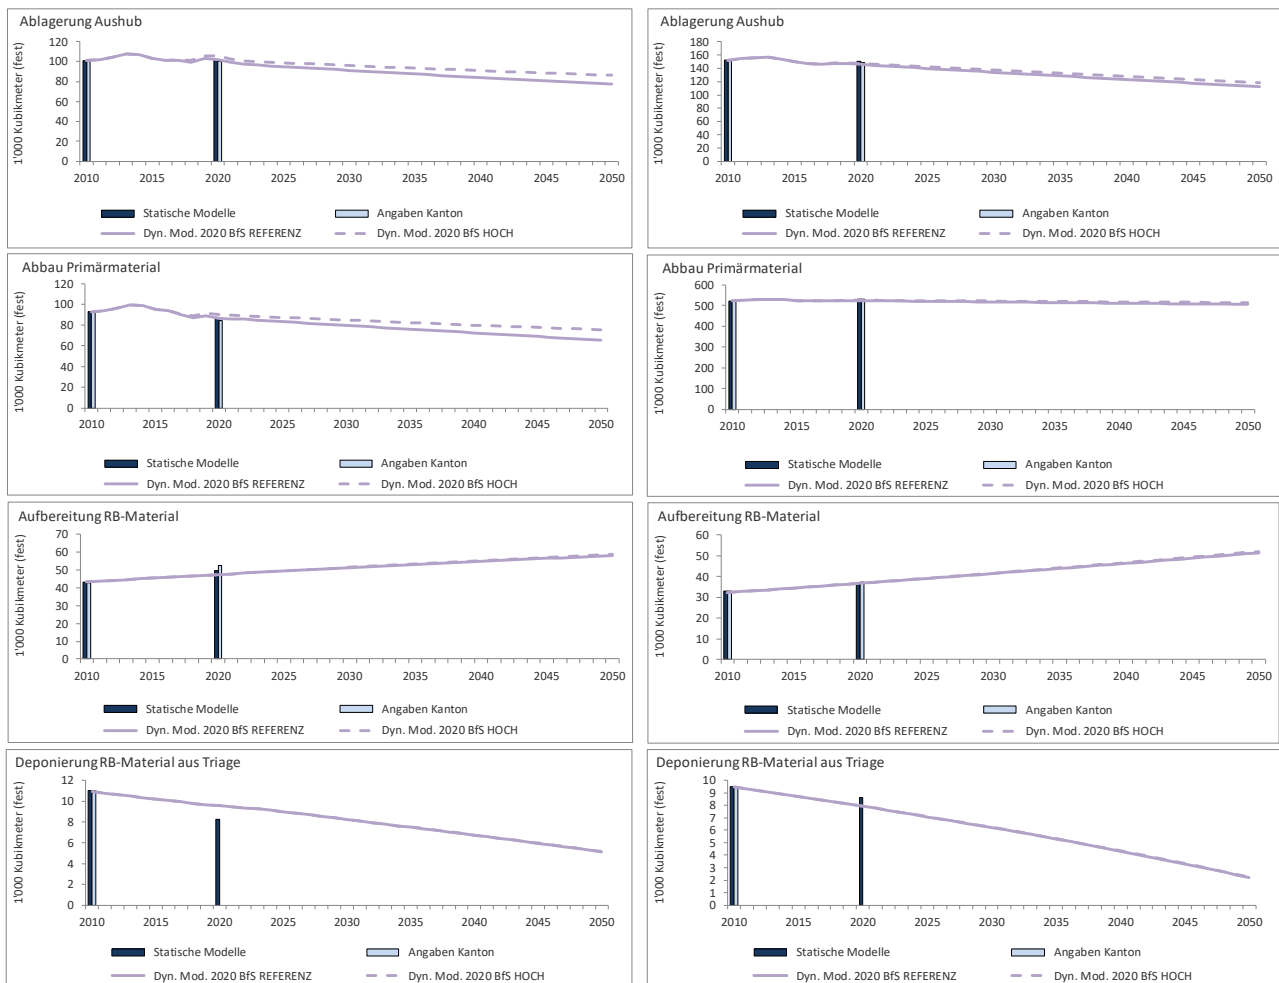 Ablagerung Aushub
1'000 Kubikmeter (fest)
120
100
80
60
40
20
0
2010 2015 2020 2025 2030 2035 2040 2045 2050
Statische Modelle Angaben Kanton
Dyn. Mod. 2020 BfS REFERENZ Dyn. Mod. 2020 BfS HOCH
Ablagerung Aushub
1'000 Kubikmeter (fest)
180
160
140
120
100
80
60
40
20
0
2010 2015 2020 2025 2030 2035 2040 2045 2050
Statische Modelle Angaben Kanton
Dyn. Mod. 2020 BfS REFERENZ Dyn. Mod. 2020 BfS HOCH
Abbau Primärmaterial
1'000 Kubikmeter (fest)
120
100
80
60
40
20
0
2010 2015 2020 2025 2030 2035 2040 2045 2050
Statische Modelle Angaben Kanton
Dyn. Mod. 2020 BfS REFERENZ Dyn. Mod. 2020 BfS HOCH
Abbau Primärmaterial
1'000 Kubikmeter (fest)
600
500
400
300
200
100
0
2010 2015 2020 2025 2030 2035 2040 2045 2050
Statische Modelle Angaben Kanton
Dyn. Mod. 2020 BfS REFERENZ Dyn. Mod. 2020 BfS HOCH
Aufbereitung RB-Material
1'000 Kubikmeter (fest)
70
60
50
40
30
20
10
0
2010 2015 2020 2025 2030 2035 2040 2045 2050
Statische Modelle Angaben Kanton
Dyn. Mod. 2020 BfS REFERENZ Dyn. Mod. 2020 BfS HOCH
Aufbereitung RB-Material
1'000 Kubikmeter (fest)
60
50
40
30
20
10
0
2010 2015 2020 2025 2030 2035 2040 2045 2050
Statische Modelle Angaben Kanton
Dyn. Mod. 2020 BfS REFERENZ Dyn. Mod. 2020 BfS HOCH
Deponierung RB-Material aus Triage
1'000 Kubikmeter (fest)
12
10
8
6
4
2
0
2010 2015 2020 2025 2030 2035 2040 2045 2050
Statische Modelle Angaben Kanton
Dyn. Mod. 2020 BfS REFERENZ Dyn. Mod. 2020 BfS HOCH
Deponierung RB-Material aus Triage
1'000 Kubikmeter (fest)
10
9
8
7
6
5
4
3
2
1
0
2010 2015 2020 2025 2030 2035 2040 2045 2050
Statische Modelle Angaben Kanton
Dyn. Mod. 2020 BfS REFERENZ Dyn. Mod. 2020 BfS HOCH